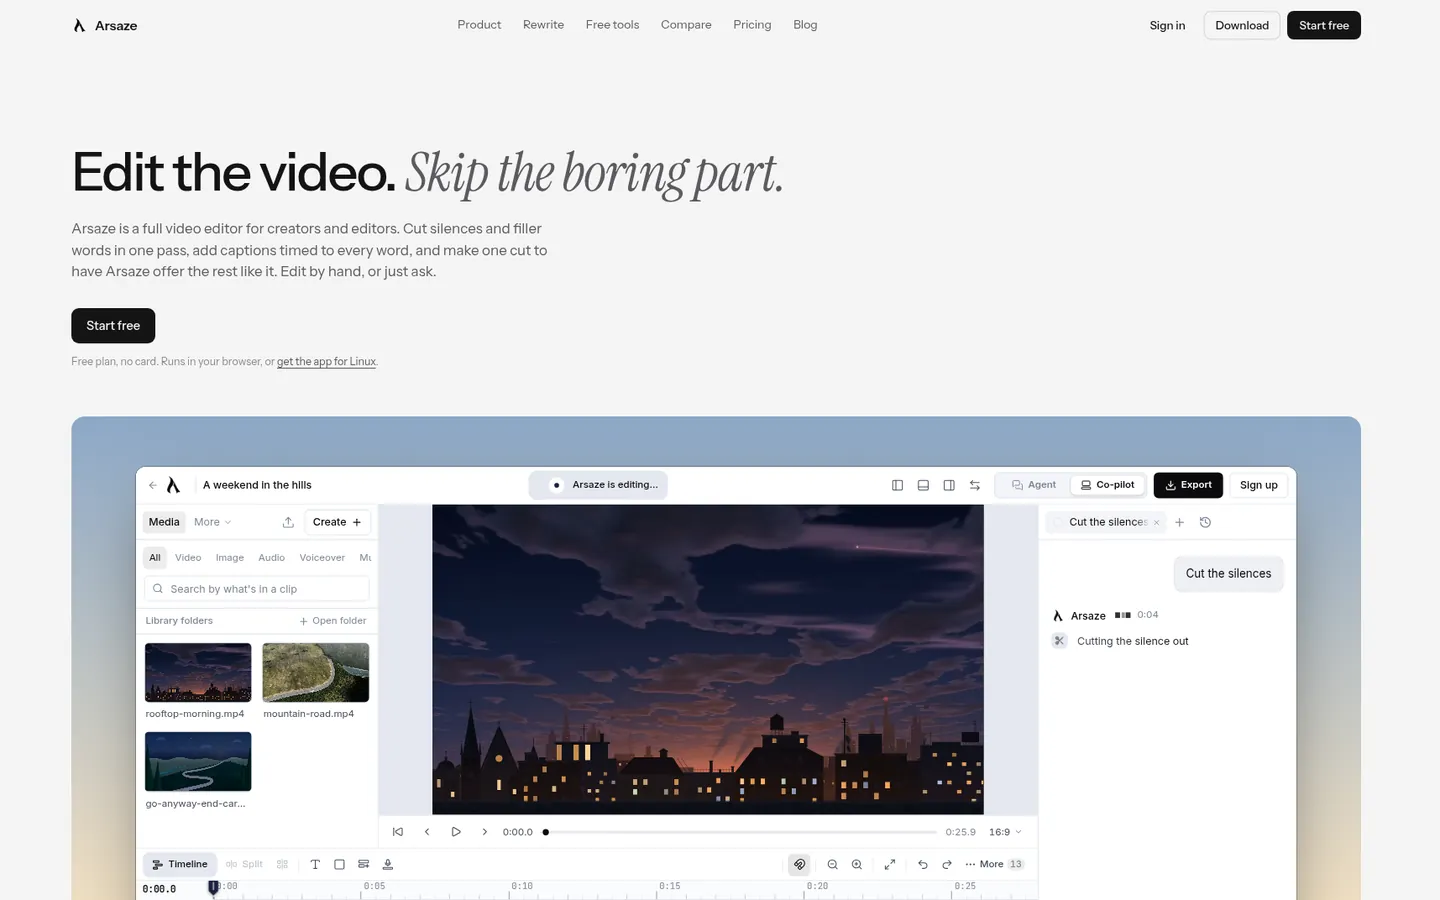 Arsaze
Product Rewrite Free tools Compare Pricing Blog
Sign in Download Start free
Edit the video. Skip the boring part.
Arsaze is a full video editor for creators and editors. Cut silences and filler
words in one pass, add captions timed to every word, and make one cut to
have Arsaze offer the rest like it. Edit by hand, or just ask.
Start free
Free plan, no card. Runs in your browser, or get the app for Linux.
A weekend in the hills
Arsaze is editing...
Agent Co-pilot Export Sign up
Media More Create
All Video Image Audio Voiceover Mu
Search by what's in a clip
Library folders Open folder
rooftop-morning.mp4 mountain-road.mp4
go-anyway-end-car...
0:00.0 0:25.9 16:9
Cut the silences
Cut the silences
Arsaze 0:04
Cutting the silence out
Timeline Split More 13
0:00.0 0:00 0:05 0:10 0:15 0:20 0:25